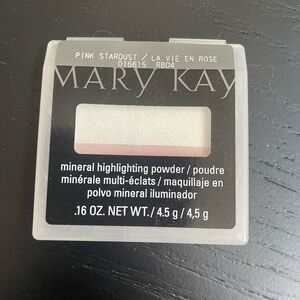 PINK STARDUST / LA VIE EN ROSE
016615 RB04
MARY KAY
mineral highlighting powder / poudre
minérale multi-éclats / maquillaje en
polvo mineral iluminador
.16 OZ. NET WT. / 4.5 g / 4,5 g